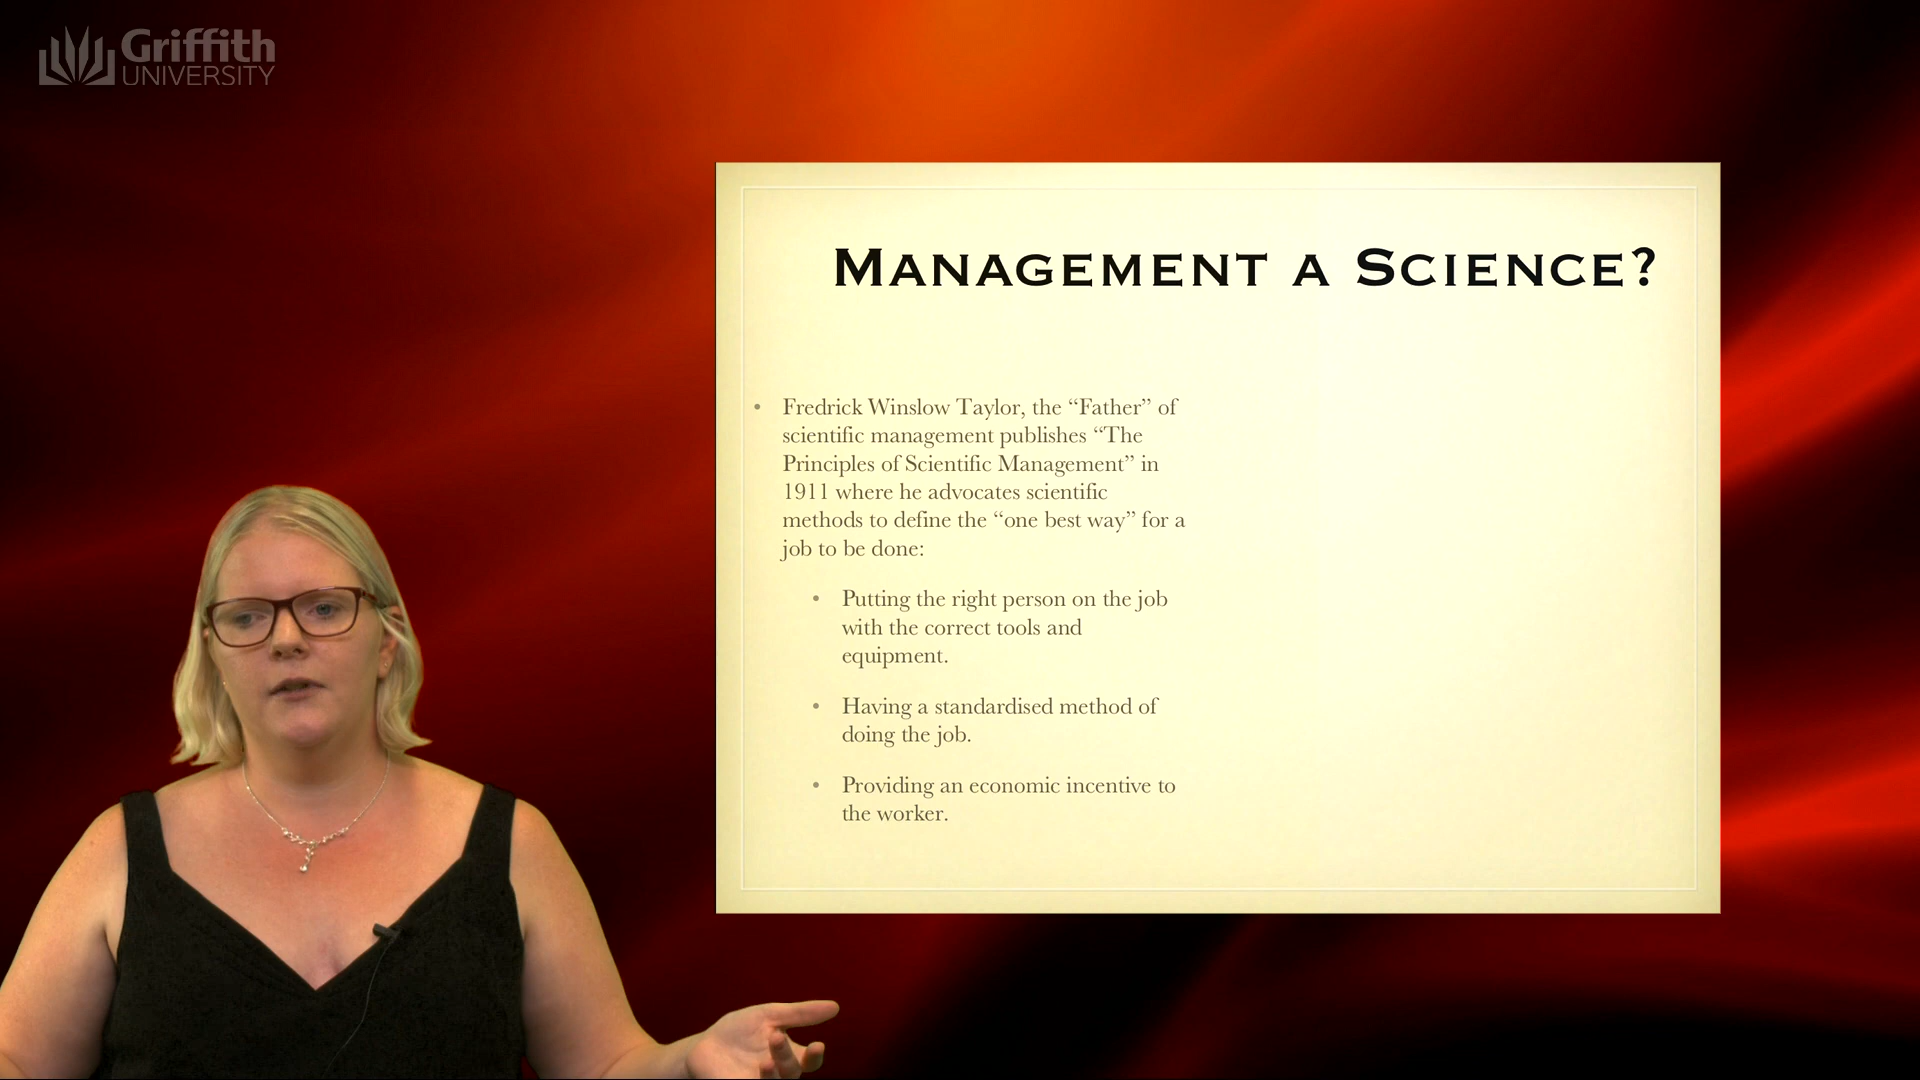 Griffith
UNIVERSITY
MANAGEMENT A SCIENCE?
• Fredrick Winslow Taylor, the “Father” of
scientific management publishes “The
Principles of Scientific Management” in
1911 where he advocates scientific
methods to define the “one best way” for a
job to be done:
• Putting the right person on the job
with the correct tools and
equipment.
• Having a standardised method of
doing the job.
• Providing an economic incentive to
the worker.